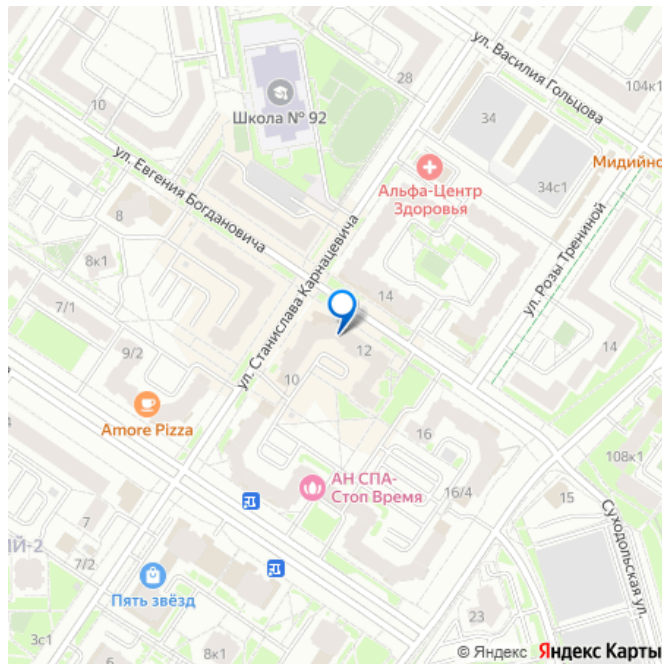 ул. Василия Гольцова
28
104к1
10
Школа № 92
34
Мидийно
ул. Евгения Богдановича
Альфа-Центр
Здоровья
34с1
8
ул. Станислава Карнацевича
ул. Розы Трениной
8к1
7/1
14
9/2
12
14
10
Amore Pizza
16
108к1
АН СПА-
Стоп Время
16/4
15
Суходольская ул.
7
ИЙ-2
7/2
Пять звёзд
23
3с1
8к1
6
© Яндекс Яндекс Карты